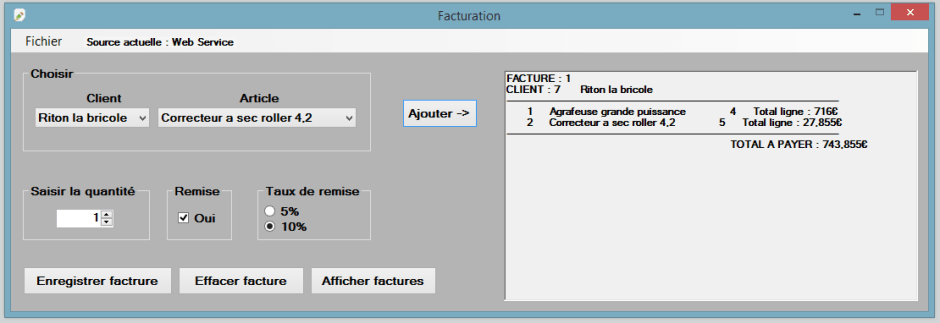 Facturation
Fichier Source actuelle : Web Service
Choisir
Client Article
Riton la bricole Correcteur a sec roller 4,2
Ajouter ->
Saisir la quantité Remise Taux de remise
1
Oui
5%
10%
Enregistrer factrure Effacer facture Afficher factures
FACTURE : 1
CLIENT : 7 Riton la bricole
1 Agrafeuse grande puissance 4 Total ligne : 716€
2 Correcteur a sec roller 4,2 5 Total ligne : 27,855€
TOTAL A PAYER : 743,855€